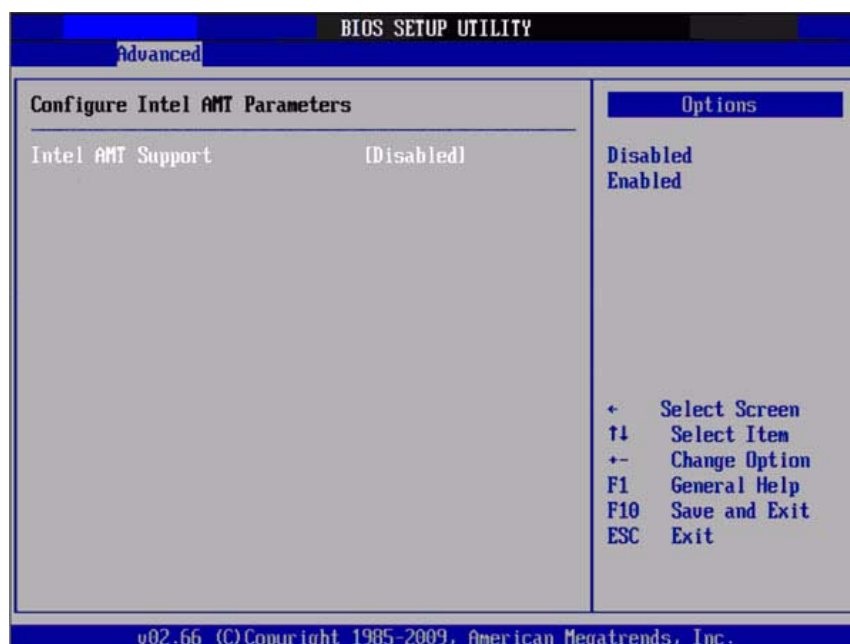 BIOS SETUP UTILITY
Advanced
Configure Intel AMT Parameters
Intel AMT Support [Disabled]
Options
Disabled
Enabled
← Select Screen
↑↓ Select Item
+- Change Option
F1 General Help
F10 Save and Exit
ESC Exit
v02.66 (C)Copyright 1985-2009, American Megatrends, Inc.